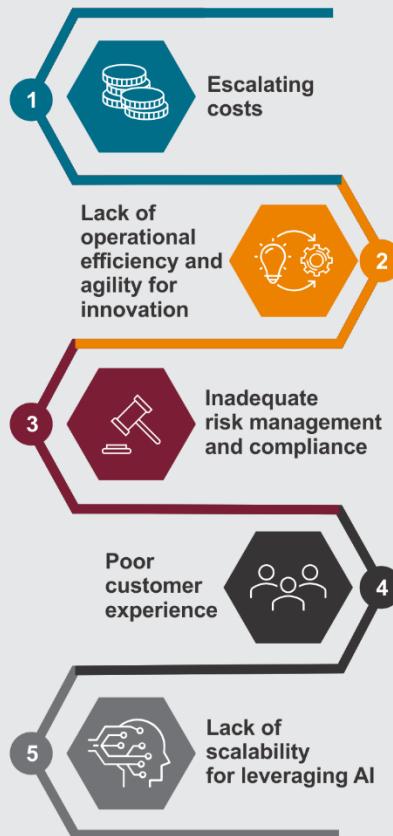 1
Escalating
costs
Lack of
operational
efficiency and
agility for
innovation
2
3
Inadequate
risk management
and compliance
Poor
customer
experience
4
5
Lack of
scalability
for leveraging AI